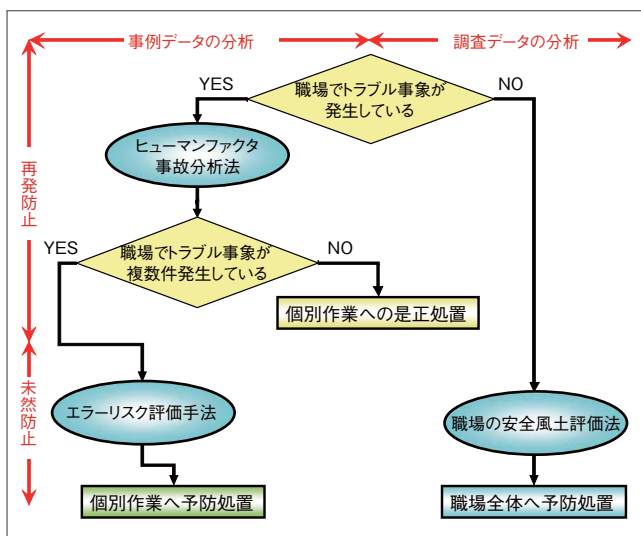 事例データの分析
調査データの分析
職場でトラブル事象が
発生している
YES
NO
ヒューマンファクタ
事故分析法
再発防止
職場でトラブル事象が
複数件発生している
YES
NO
個別作業への是正処置
未然防止
エラーリスク評価手法
職場の安全風土評価法
個別作業へ予防処置
職場全体へ予防処置